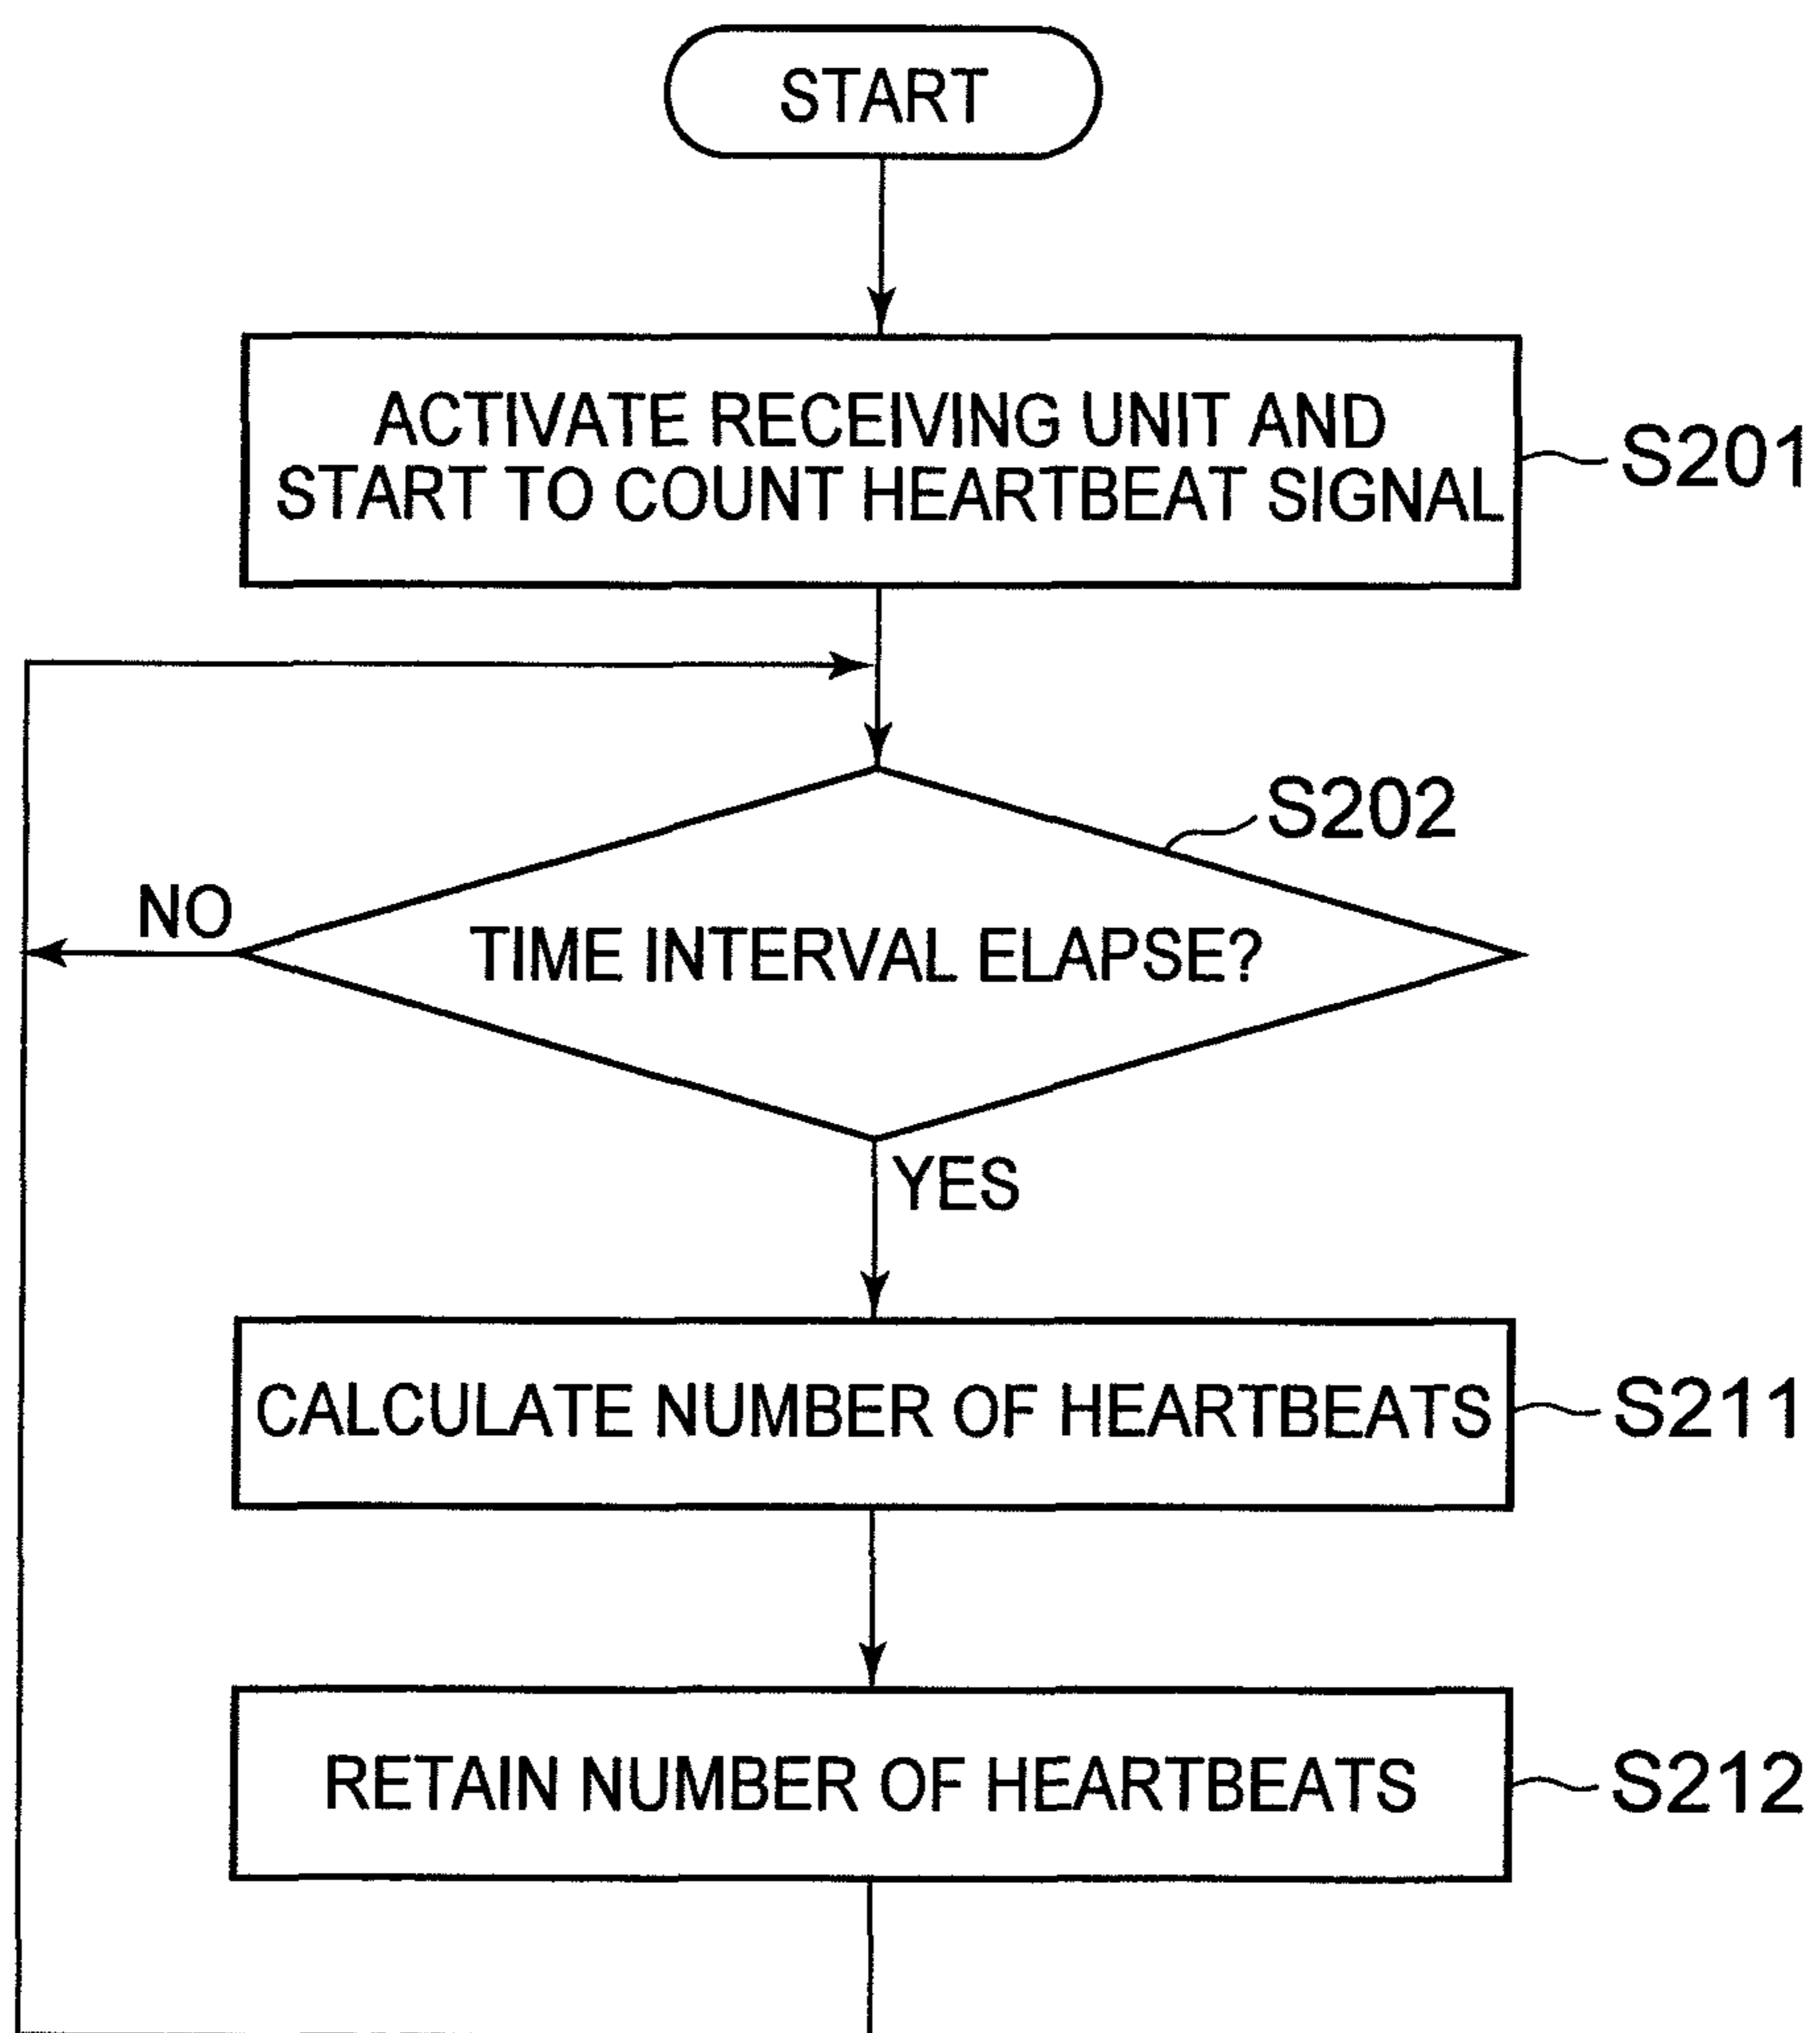 START
ACTIVATE RECEIVING UNIT AND
START TO COUNT HEARTBEAT SIGNAL
S201
S202
NO
TIME INTERVAL ELAPSE?
YES
CALCULATE NUMBER OF HEARTBEATS
S211
RETAIN NUMBER OF HEARTBEATS
S212